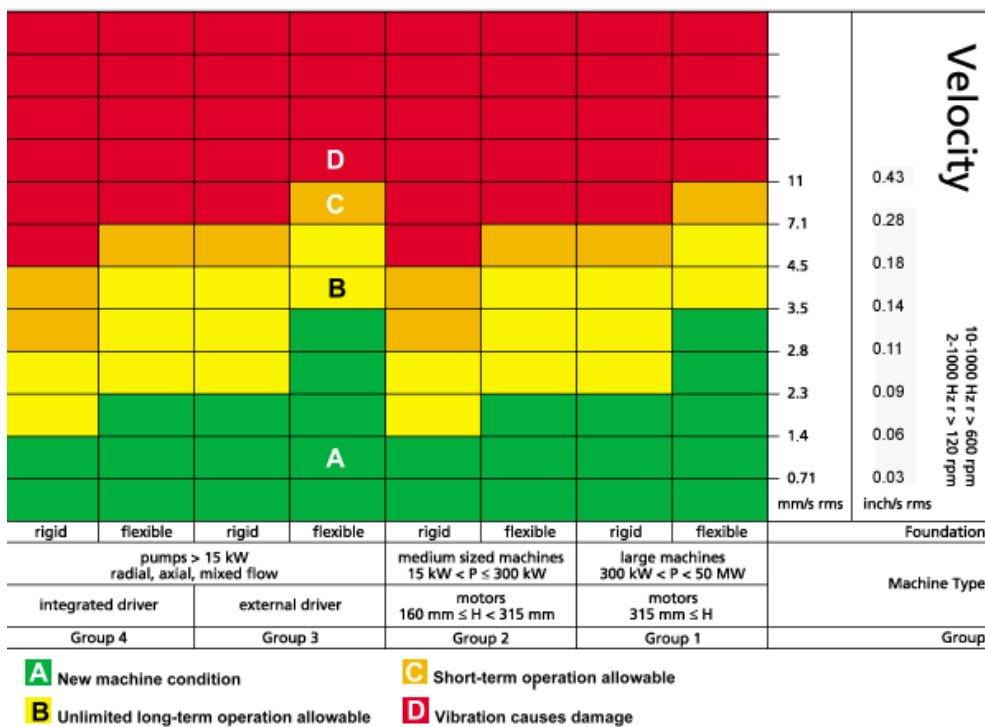 Velocity
10-1000 Hz r > 600 rpm
2-1000 Hz r > 120 rpm
D
C
B
A
11 0.43
7.1 0.28
4.5 0.18
3.5 0.14
2.8 0.11
2.3 0.09
1.4 0.06
0.71 0.03
mm/s rms inch/s rms
rigid flexible rigid flexible rigid flexible rigid flexible Foundation
pumps > 15 kW
radial, axial, mixed flow
medium sized machines
15 kW < P ≤ 300 kW
large machines
300 kW < P < 50 MW
Machine Type
integrated driver external driver
motors
160 mm ≤ H < 315 mm
motors
315 mm ≤ H
Group 4 Group 3 Group 2 Group 1 Group
A New machine condition
C Short-term operation allowable
B Unlimited long-term operation allowable
D Vibration causes damage